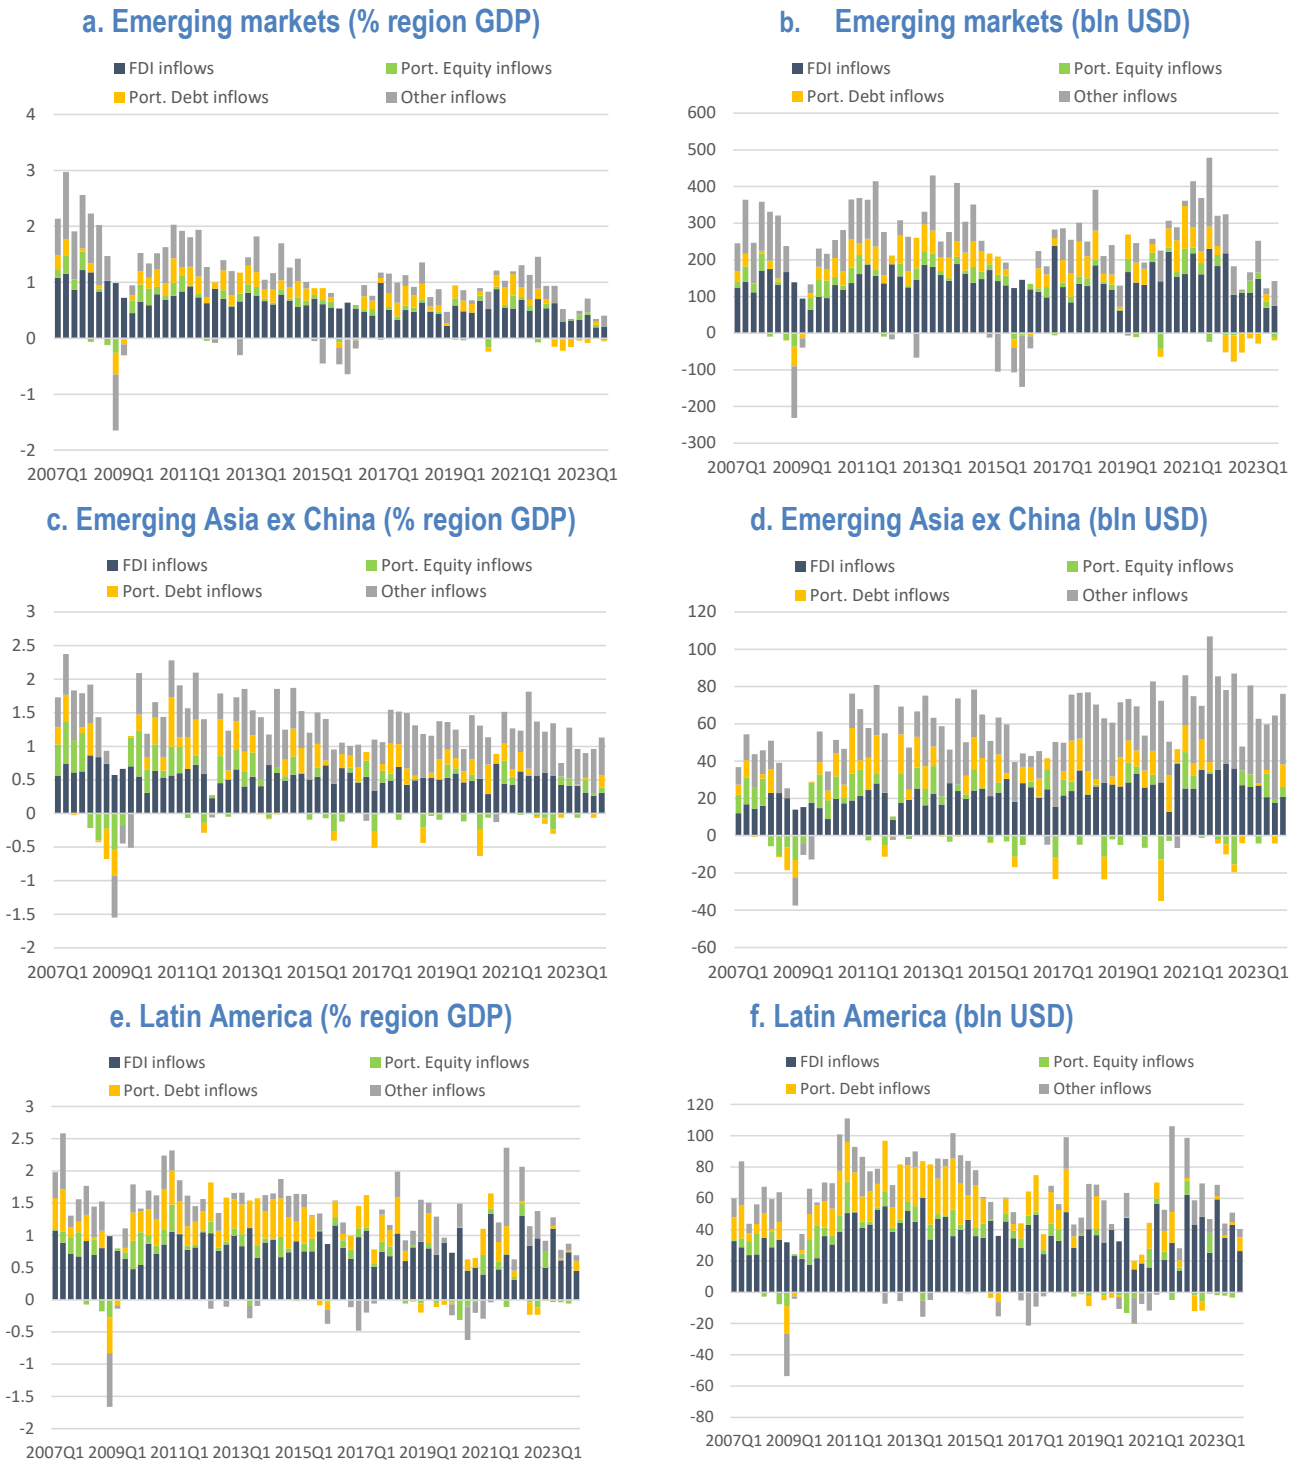 a. Emerging markets (% region GDP)
FDI inflows
Port. Equity inflows
Port. Debt inflows
Other inflows
4
3
2
1
0
-1
-2
2007Q1 2009Q1 2011Q1 2013Q1 2015Q1 2017Q1 2019Q1 2021Q1 2023Q1
b. Emerging markets (bln USD)
FDI inflows
Port. Equity inflows
Port. Debt inflows
Other inflows
600
500
400
300
200
100
0
-100
-200
-300
2007Q1 2009Q1 2011Q1 2013Q1 2015Q1 2017Q1 2019Q1 2021Q1 2023Q1
c. Emerging Asia ex China (% region GDP)
FDI inflows
Port. Equity inflows
Port. Debt inflows
Other inflows
3
2.5
2
1.5
1
0.5
0
-0.5
-1
-1.5
-2
2007Q1 2009Q1 2011Q1 2013Q1 2015Q1 2017Q1 2019Q1 2021Q1 2023Q1
d. Emerging Asia ex China (bln USD)
FDI inflows
Port. Equity inflows
Port. Debt inflows
Other inflows
120
100
80
60
40
20
0
-20
-40
-60
2007Q1 2009Q1 2011Q1 2013Q1 2015Q1 2017Q1 2019Q1 2021Q1 2023Q1
e. Latin America (% region GDP)
FDI inflows
Port. Equity inflows
Port. Debt inflows
Other inflows
3
2.5
2
1.5
1
0.5
0
-0.5
-1
-1.5
-2
2007Q1 2009Q1 2011Q1 2013Q1 2015Q1 2017Q1 2019Q1 2021Q1 2023Q1
f. Latin America (bln USD)
FDI inflows
Port. Equity inflows
Port. Debt inflows
Other inflows
120
100
80
60
40
20
0
-20
-40
-60
-80
2007Q1 2009Q1 2011Q1 2013Q1 2015Q1 2017Q1 2019Q1 2021Q1 2023Q1